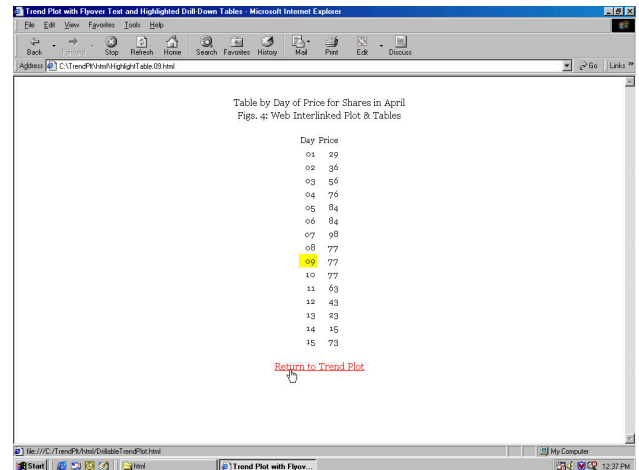 Trend Plot with Flyover Text and Highlighted Drill-Down Tables - Microsoft Internet Explorer
File Edit View Favorites Tools Help
Back Forward Stop Refresh Home Search Favorites History Mail Print Edit Discuss
Address C:\TrendPlt\html\HighlightTable.09.html Go Links »
Table by Day of Price for Shares in April
Figs. 4: Web Interlinked Plot & Tables
Day Price
01 29
02 36
03 56
04 76
05 84
06 84
07 98
08 77
09 77
10 77
11 63
12 43
13 23
14 15
15 73
Return to Trend Plot
file:///C:/TrendPlt/html/DrillableTrendPlot.html My Computer
Start html Trend Plot with Flyov... 12:37 PM